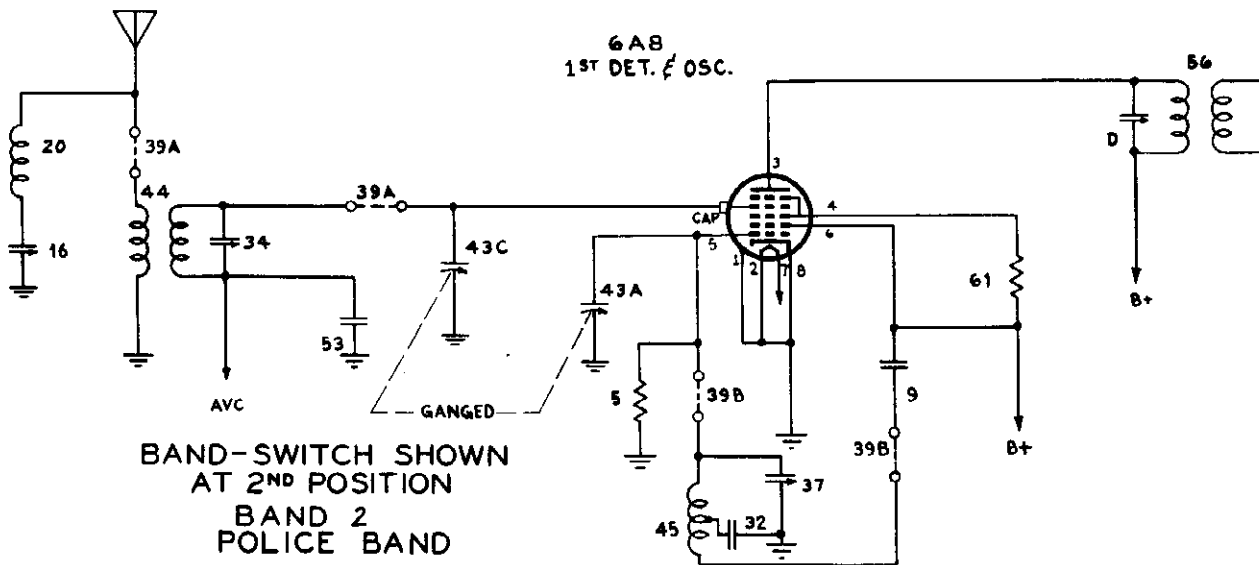 6A8
1ST DET. & OSC.
56
20
39A
44
39A
3
D
CAP
4
16
34
43C
5
1
2
7
8
6
43A
61
B+
53
AVC
GANGED
5
39B
9
39B
B+
BAND-SWITCH SHOWN
AT 2ND POSITION
BAND 2
POLICE BAND
37
45
32